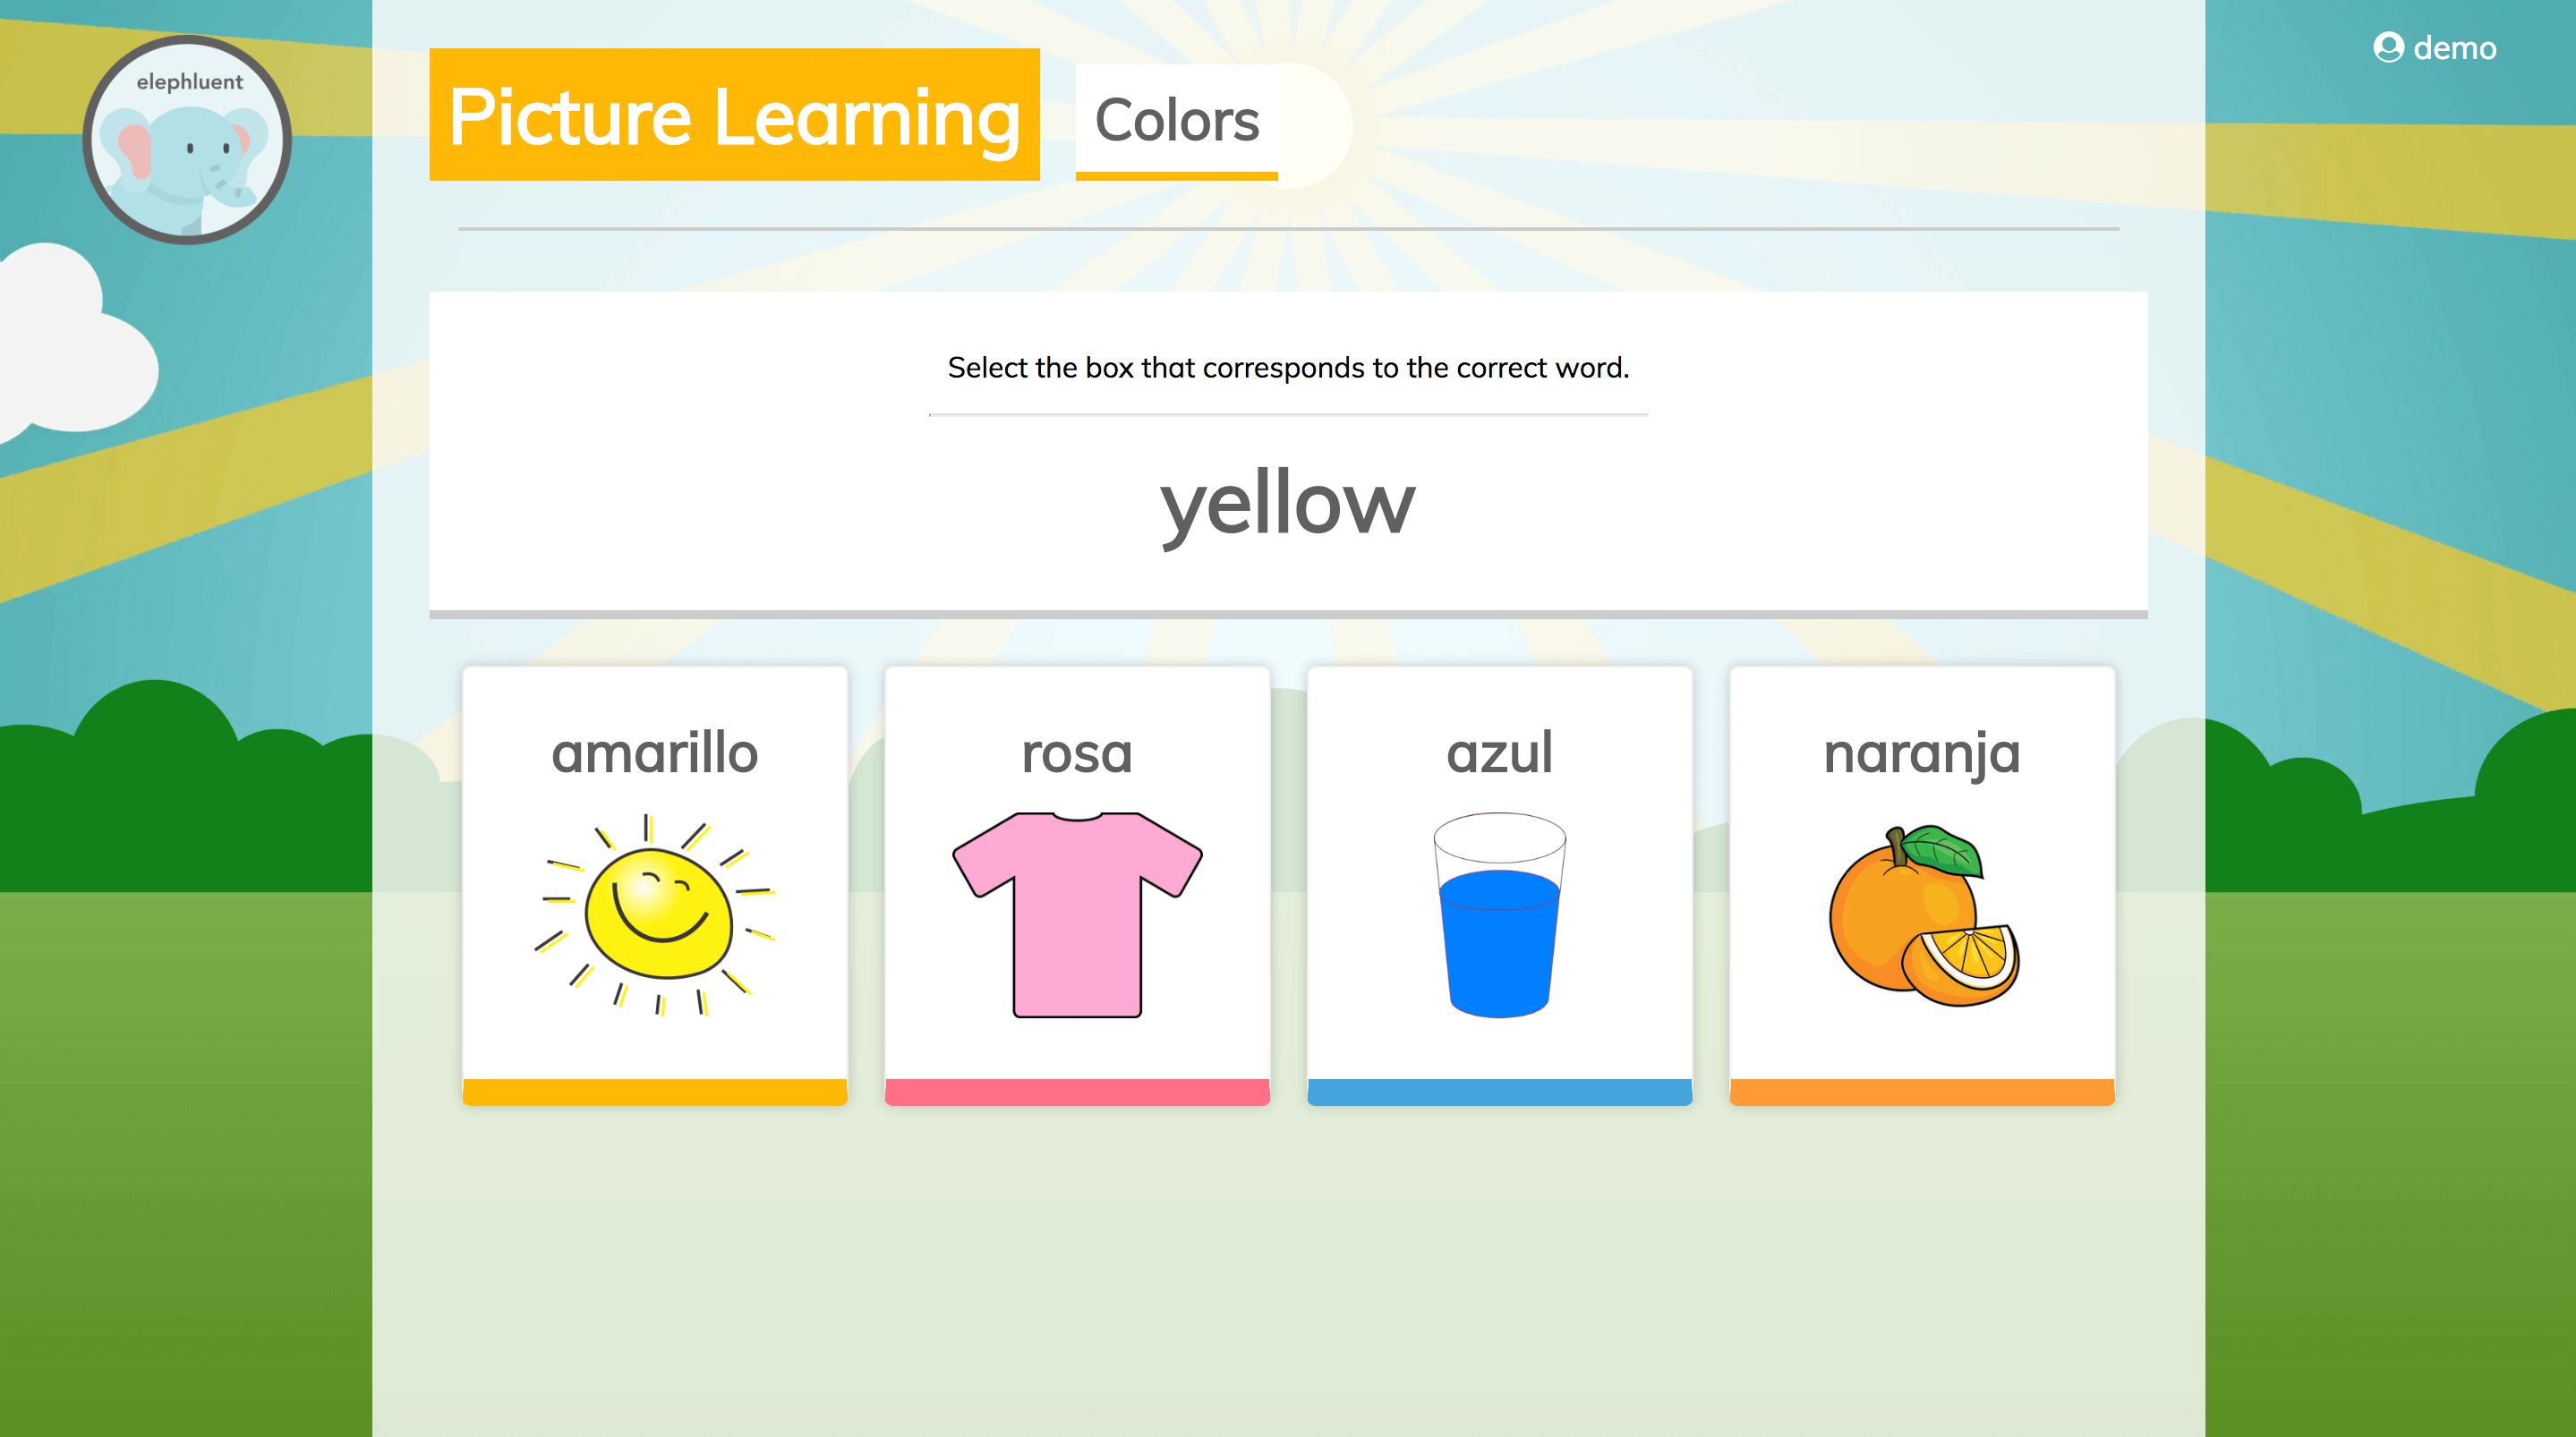 elephluent
demo
Picture Learning
Colors
Select the box that corresponds to the correct word.
yellow
amarillo
rosa
azul
naranja